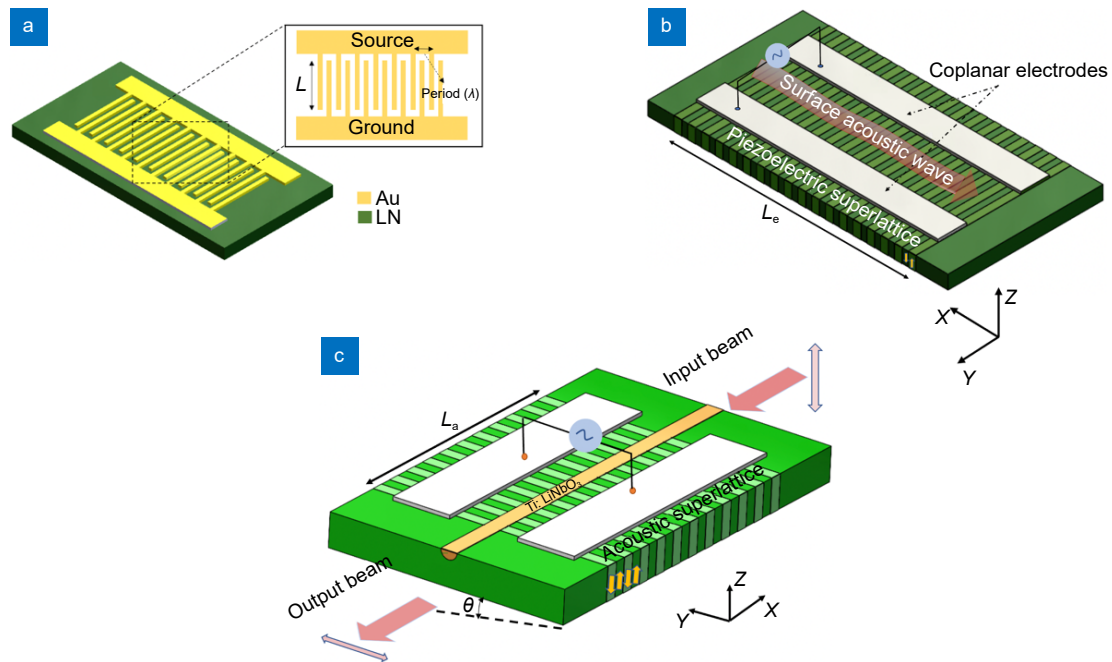 a
Source
L
Period (λ)
Ground
Au
LN
b
Coplanar electrodes
Surface acoustic wave
Piezoelectric superlattice
Le
Z
X
Y
c
Input beam
La
Ti: LiNbO3
Acoustic superlattice
Output beam
θ
Z
Y
X